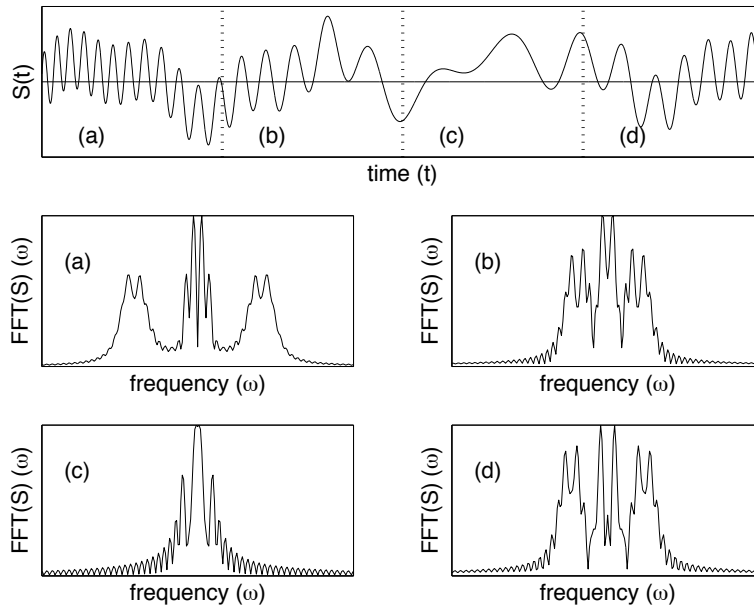 S(t)
(a)
(b)
(c)
(d)
time (t)
FFT(S) (ω)
(a)
frequency (ω)
FFT(S) (ω)
(b)
frequency (ω)
FFT(S) (ω)
(c)
frequency (ω)
FFT(S) (ω)
(d)
frequency (ω)